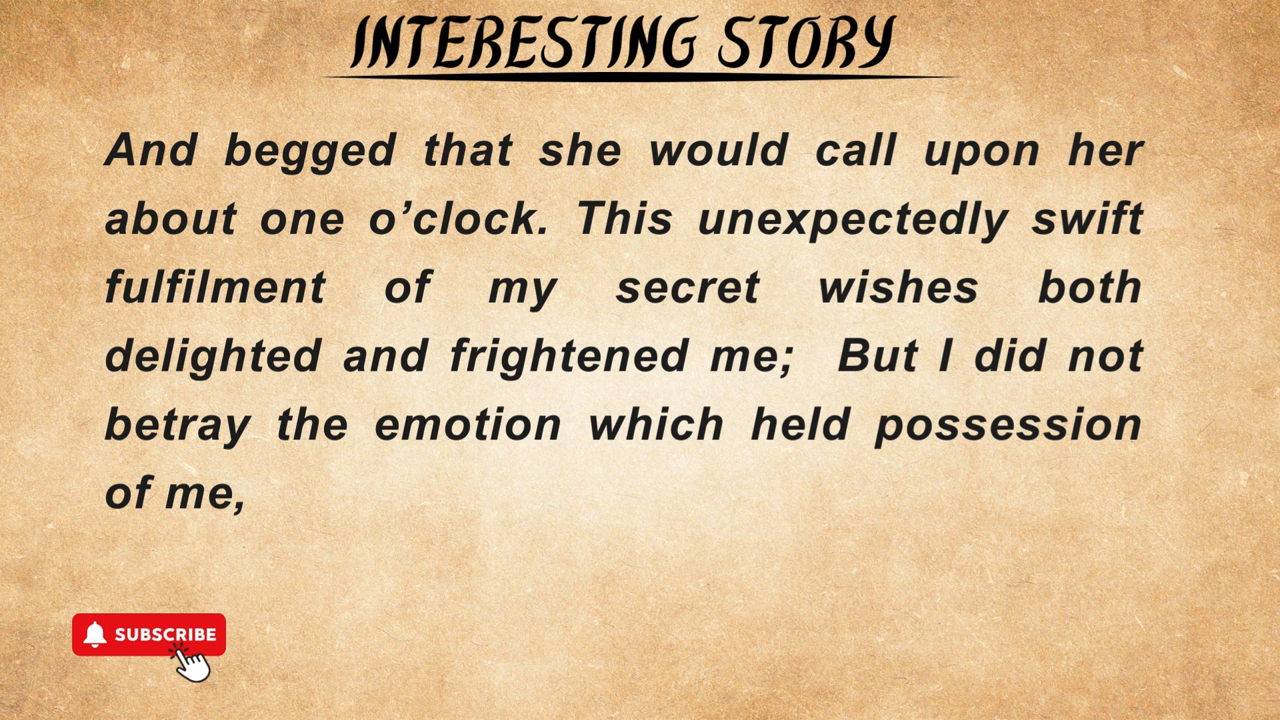 INTERESTING STORY
And begged that she would call upon her
about one o’clock. This unexpectedly swift
fulfilment of my secret wishes both
delighted and frightened me; But I did not
betray the emotion which held possession
of me,
SUBSCRIBE